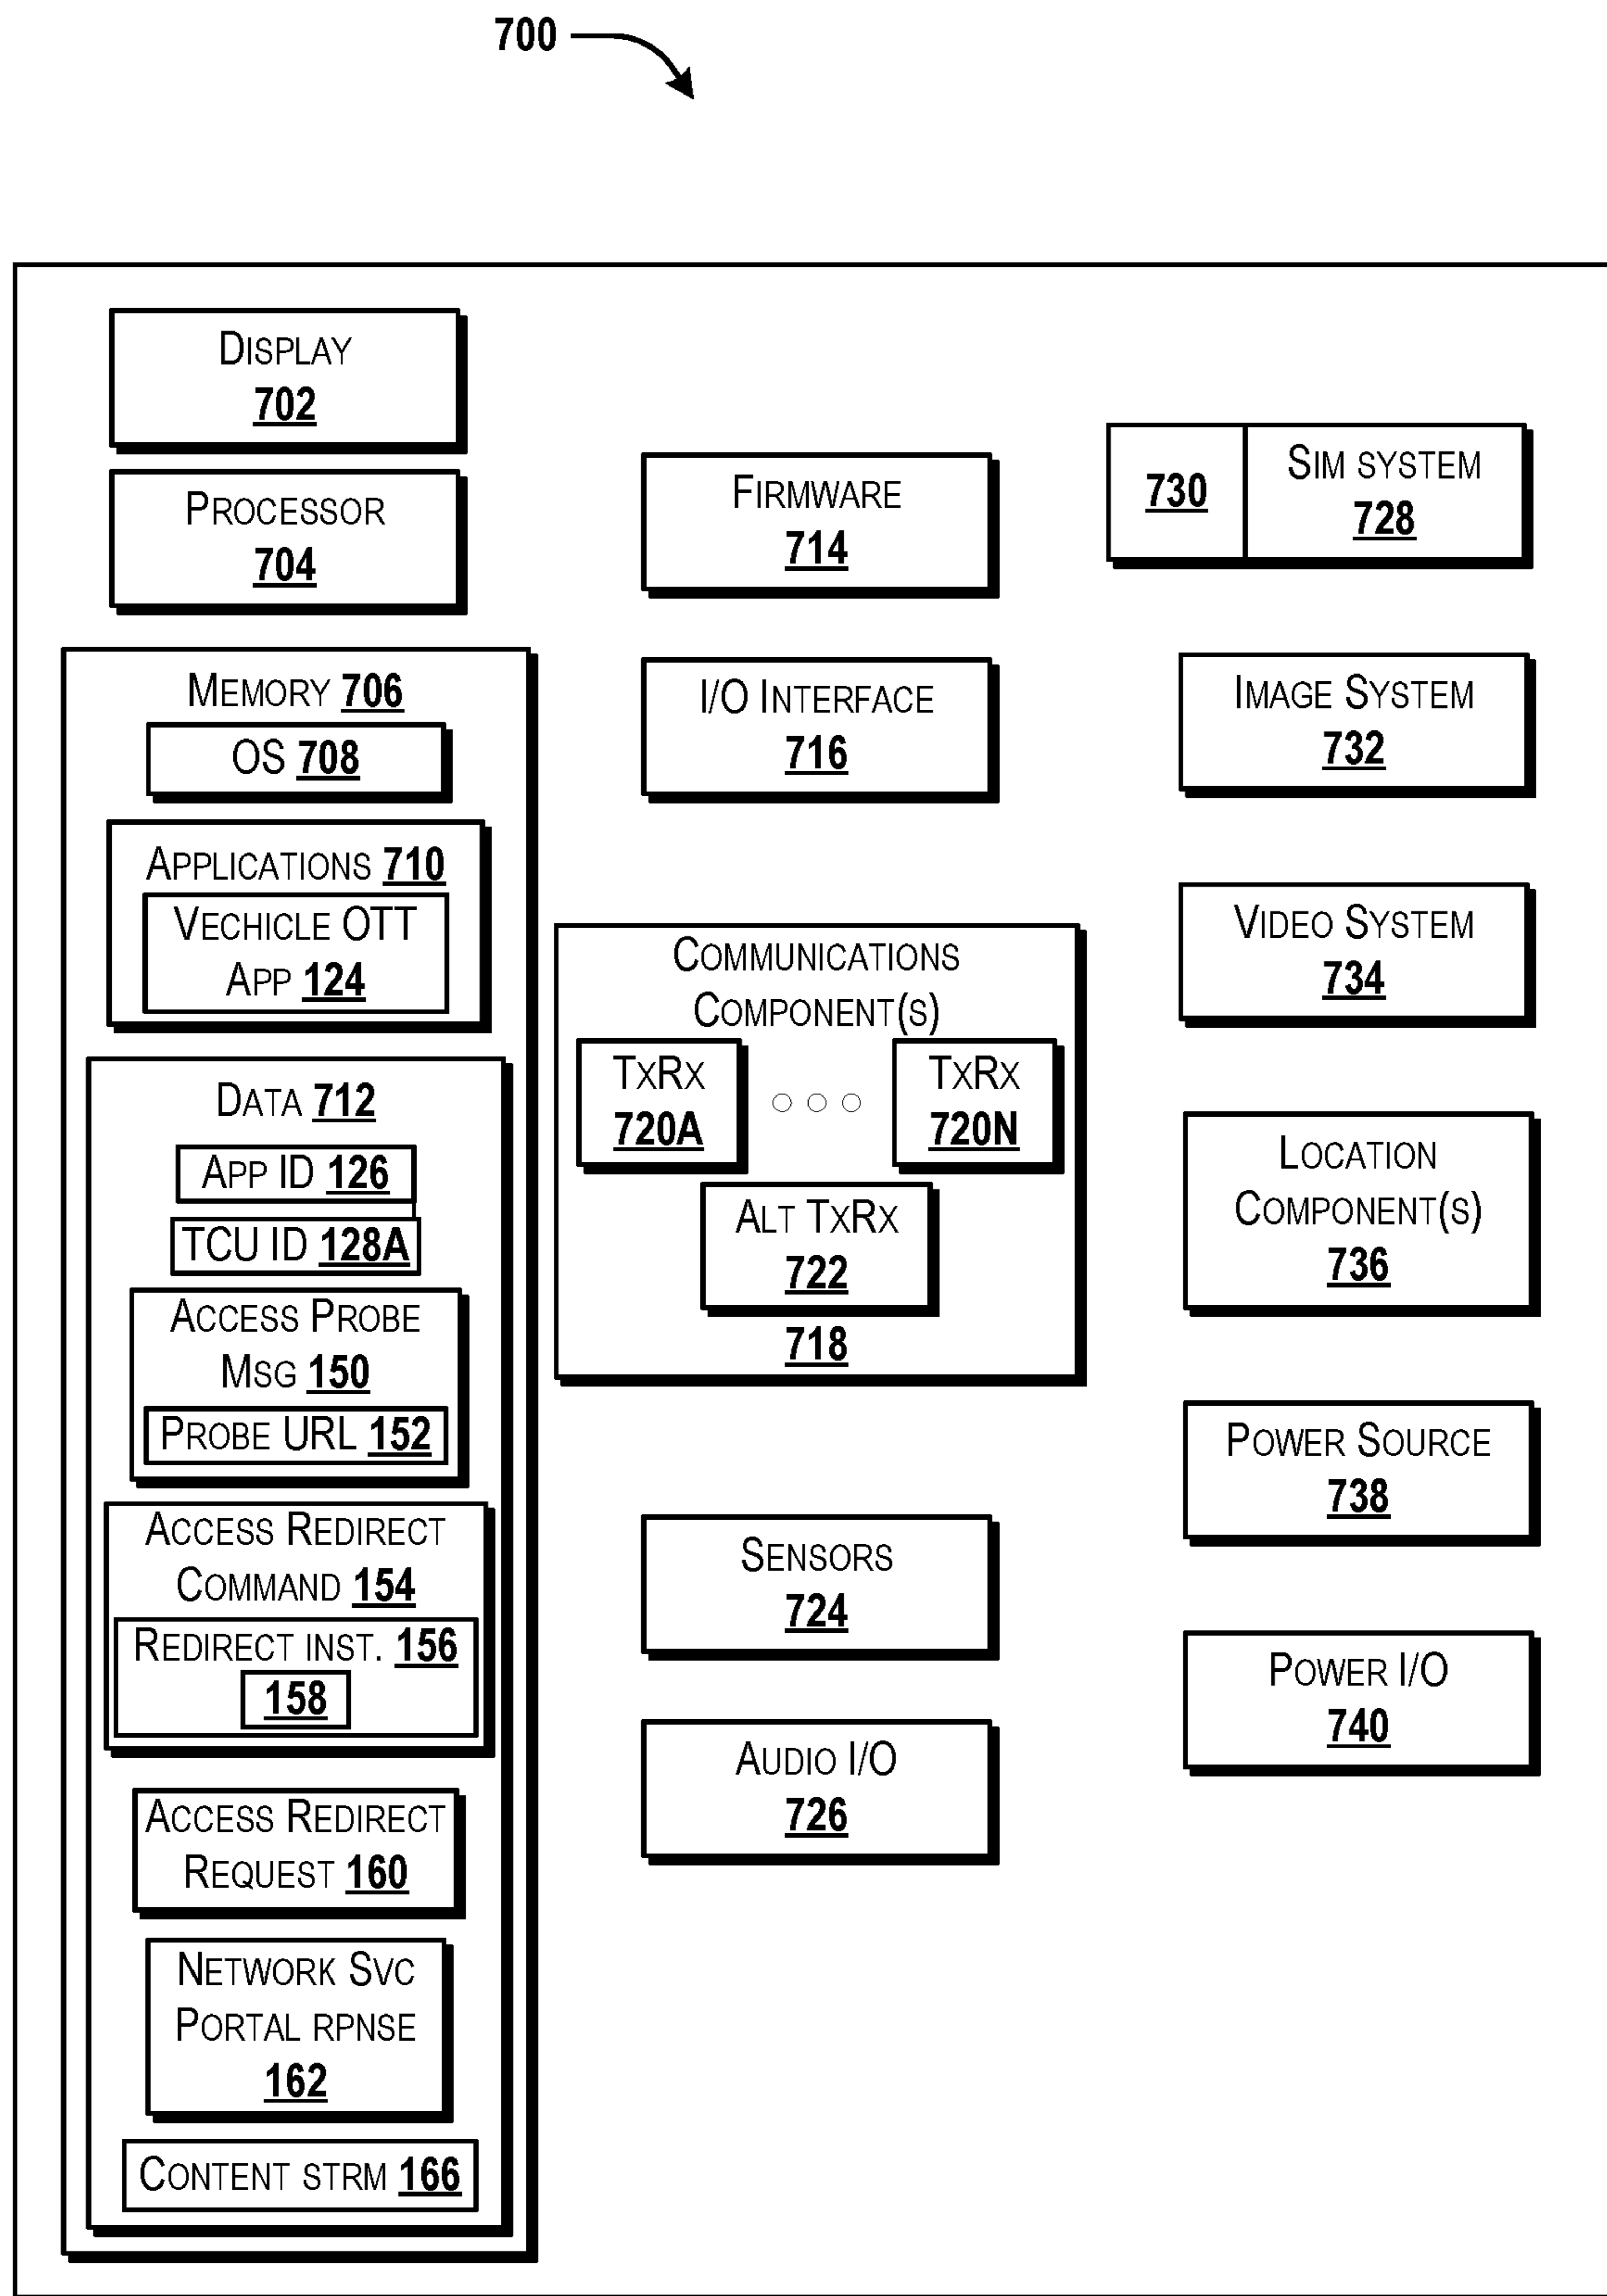 700
DISPLAY
702
PROCESSOR
704
MEMORY 706
OS 708
APPLICATIONS 710
VECHICLE OTT
APP 124
DATA 712
APP ID 126
TCU ID 128A
ACCESS PROBE
MSG 150
PROBE URL 152
ACCESS REDIRECT
COMMAND 154
REDIRECT INST. 156
158
ACCESS REDIRECT
REQUEST 160
NETWORK SVC
PORTAL RPNSE
162
CONTENT STRM 166
FIRMWARE
714
I/O INTERFACE
716
COMMUNICATIONS
COMPONENT(S)
TXRX
720A
TXRX
720N
ALT TXRX
722
718
SENSORS
724
AUDIO I/O
726
730
SIM SYSTEM
728
IMAGE SYSTEM
732
VIDEO SYSTEM
734
LOCATION
COMPONENT(S)
736
POWER SOURCE
738
POWER I/O
740